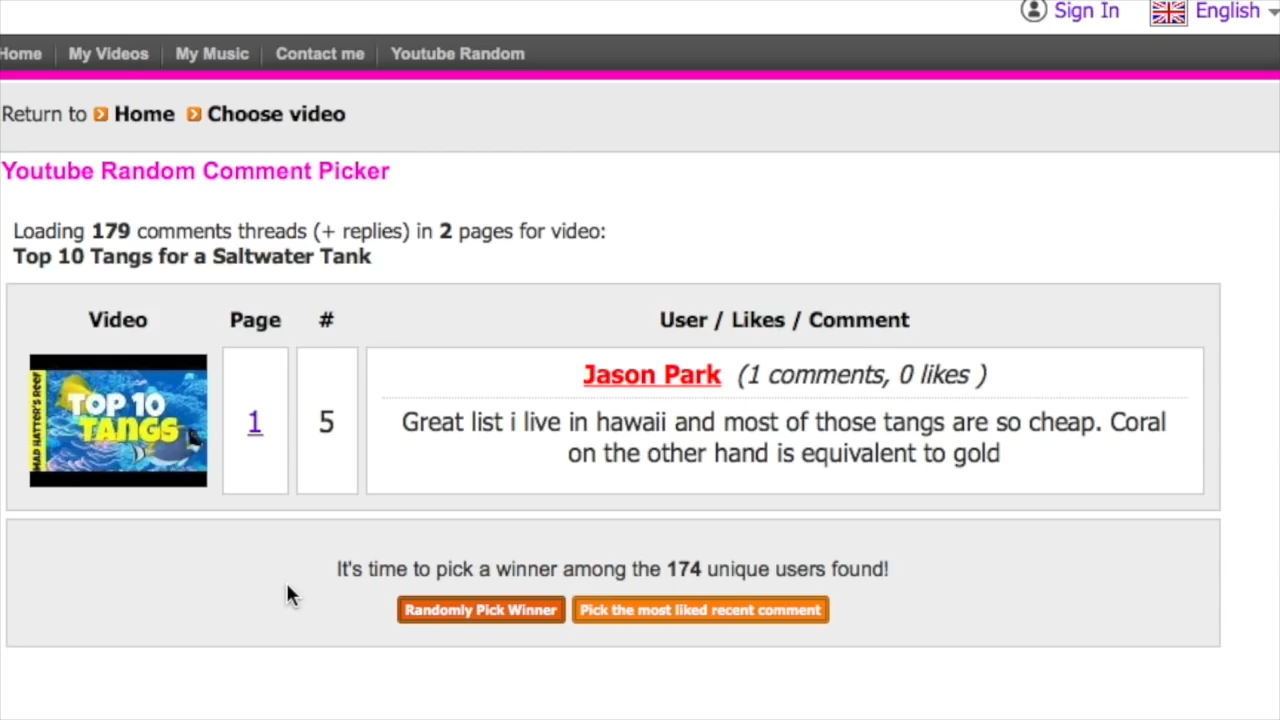 Sign In English
Home My Videos My Music Contact me Youtube Random
Return to Home Choose video
Youtube Random Comment Picker
Loading 179 comments threads (+ replies) in 2 pages for video:
Top 10 Tangs for a Saltwater Tank
Video Page # User / Likes / Comment
MAD HATTER'S REEF
TOP 10
TANGS
1
5
Jason Park (1 comments, 0 likes )
Great list i live in hawaii and most of those tangs are so cheap. Coral
on the other hand is equivalent to gold
It's time to pick a winner among the 174 unique users found!
Randomly Pick Winner Pick the most liked recent comment